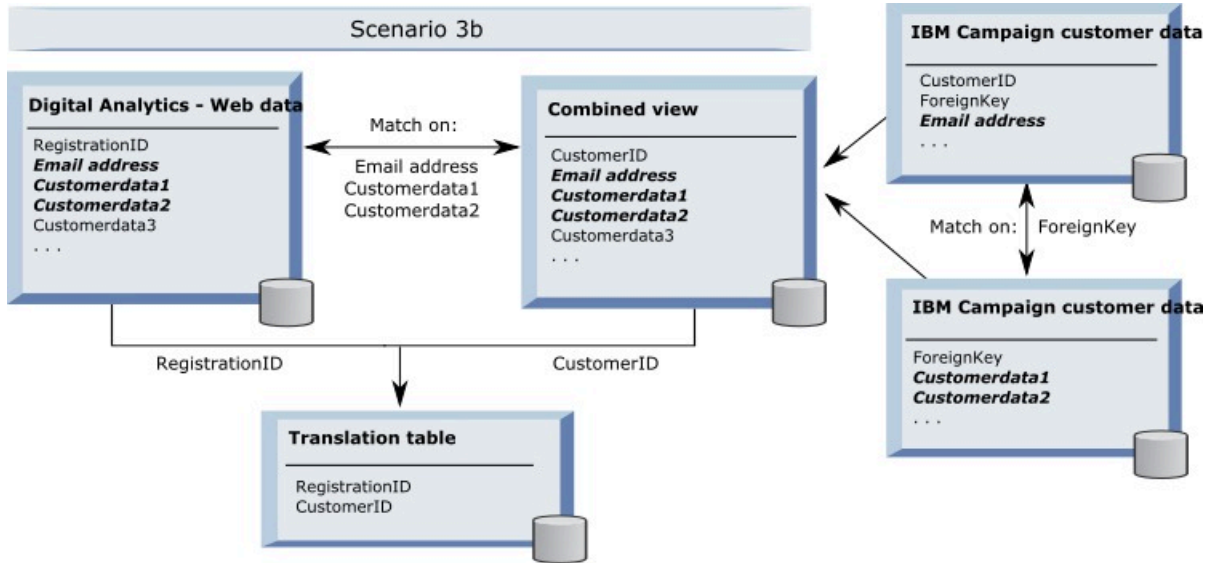 Scenario 3b
Digital Analytics - Web data
RegistrationID
Email address
Customerdata1
Customerdata2
Customerdata3
. . .
Match on:
Email address
Customerdata1
Customerdata2
Combined view
CustomerID
Email address
Customerdata1
Customerdata2
Customerdata3
. . .
IBM Campaign customer data
CustomerID
ForeignKey
Email address
. . .
Match on: ForeignKey
IBM Campaign customer data
ForeignKey
Customerdata1
Customerdata2
. . .
RegistrationID
CustomerID
Translation table
RegistrationID
CustomerID